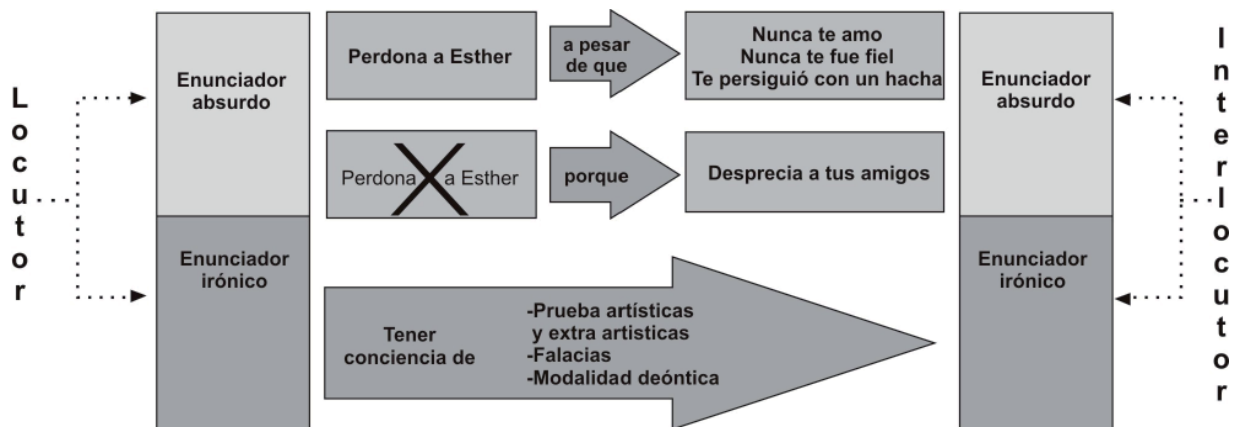 Locutor
Enunciador
absurdo
Perdona a Esther
a pesar
de que
Nunca te amo
Nunca te fue fiel
Te persiguió con un hacha
Enunciador
absurdo
Perdona a Esther
porque
Desprecia a tus amigos
Enunciador
irónico
Tener
conciencia de
-Prueba artísticas
y extra artisticas
-Falacias
-Modalidad deóntica
Enunciador
irónico
Interlocutor